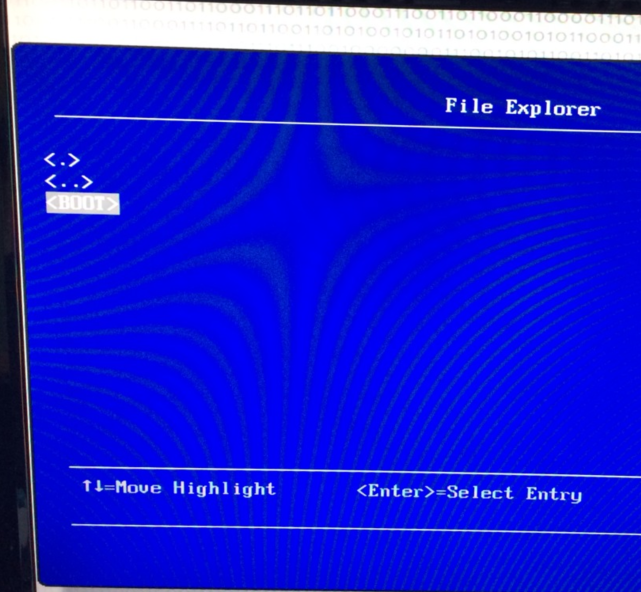 File Explorer
<.>
<..>
<BOOT>
↑↓=Move Highlight <Enter>=Select Entry